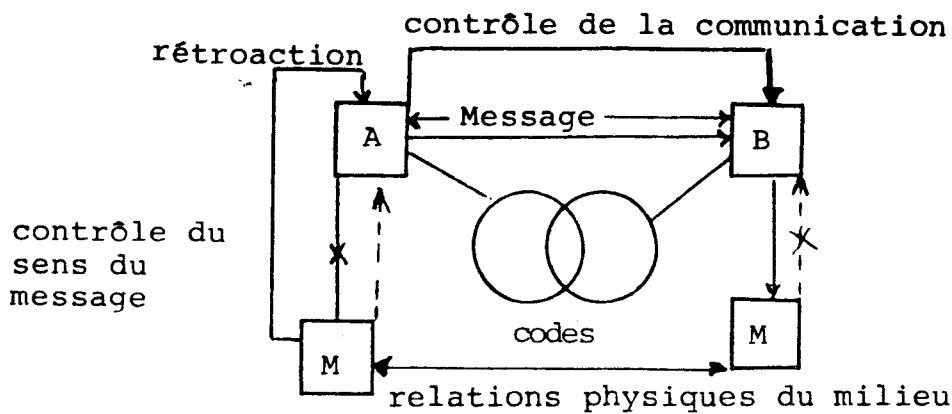 contrôle de la communication
rétroaction
Message
A
B
contrôle du
sens du
message
codes
M
M
relations physiques du milieu